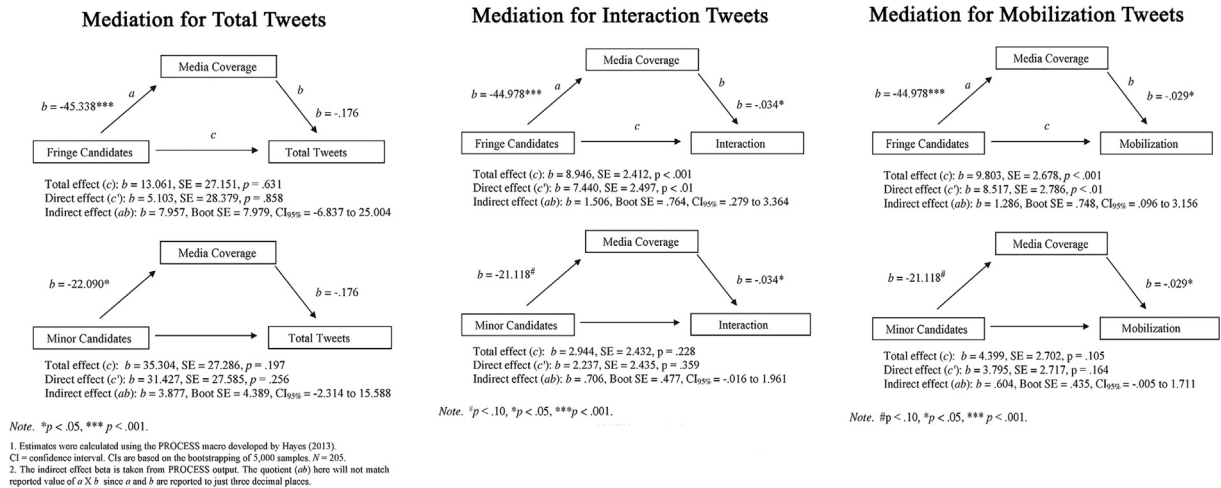 Mediation for Total Tweets
Media Coverage
a
b
b = -45.338***
b = -.176
c
Fringe Candidates
Total Tweets
Total effect (c): b = 13.061, SE = 27.151, p = .631
Direct effect (c'): b = 5.103, SE = 28.379, p = .858
Indirect effect (ab): b = 7.957, Boot SE = 7.979, CI95% = -6.837 to 25.004
Media Coverage
b = -22.090*
b = -.176
Minor Candidates
Total Tweets
Total effect (c): b = 35.304, SE = 27.286, p = .197
Direct effect (c'): b = 31.427, SE = 27.585, p = .256
Indirect effect (ab): b = 3.877, Boot SE = 4.389, CI95% = -2.314 to 15.588
Note. *p < .05, *** p < .001.
1. Estimates were calculated using the PROCESS macro developed by Hayes (2013).
CI = confidence interval. CIs are based on the bootstrapping of 5,000 samples. N = 205.
2. The indirect effect beta is taken from PROCESS output. The quotient (ab) here will not match
reported value of a X b since a and b are reported to just three decimal places.
Mediation for Interaction Tweets
Media Coverage
a
b
b = -44.978***
b = -.034*
c
Fringe Candidates
Interaction
Total effect (c): b = 8.946, SE = 2.412, p < .001
Direct effect (c'): b = 7.440, SE = 2.497, p < .01
Indirect effect (ab): b = 1.506, Boot SE = .764, CI95% = .279 to 3.364
Media Coverage
b = -21.118#
b = -.034*
Minor Candidates
Interaction
Total effect (c): b = 2.944, SE = 2.432, p = .228
Direct effect (c'): b = 2.237, SE = 2.435, p = .359
Indirect effect (ab): b = .706, Boot SE = .477, CI95% = -.016 to 1.961
Note. #p < .10, *p < .05, ***p < .001.
Mediation for Mobilization Tweets
Media Coverage
a
b
b = -44.978***
b = -.029*
c
Fringe Candidates
Mobilization
Total effect (c): b = 9.803, SE = 2.678, p < .001
Direct effect (c'): b = 8.517, SE = 2.786, p < .01
Indirect effect (ab): b = 1.286, Boot SE = .748, CI95% = .096 to 3.156
Media Coverage
b = -21.118#
b = -.029*
Minor Candidates
Mobilization
Total effect (c): b = 4.399, SE = 2.702, p = .105
Direct effect (c'): b = 3.795, SE = 2.717, p = .164
Indirect effect (ab): b = .604, Boot SE = .435, CI95% = -.005 to 1.711
Note. #p < .10, *p < .05, *** p < .001.